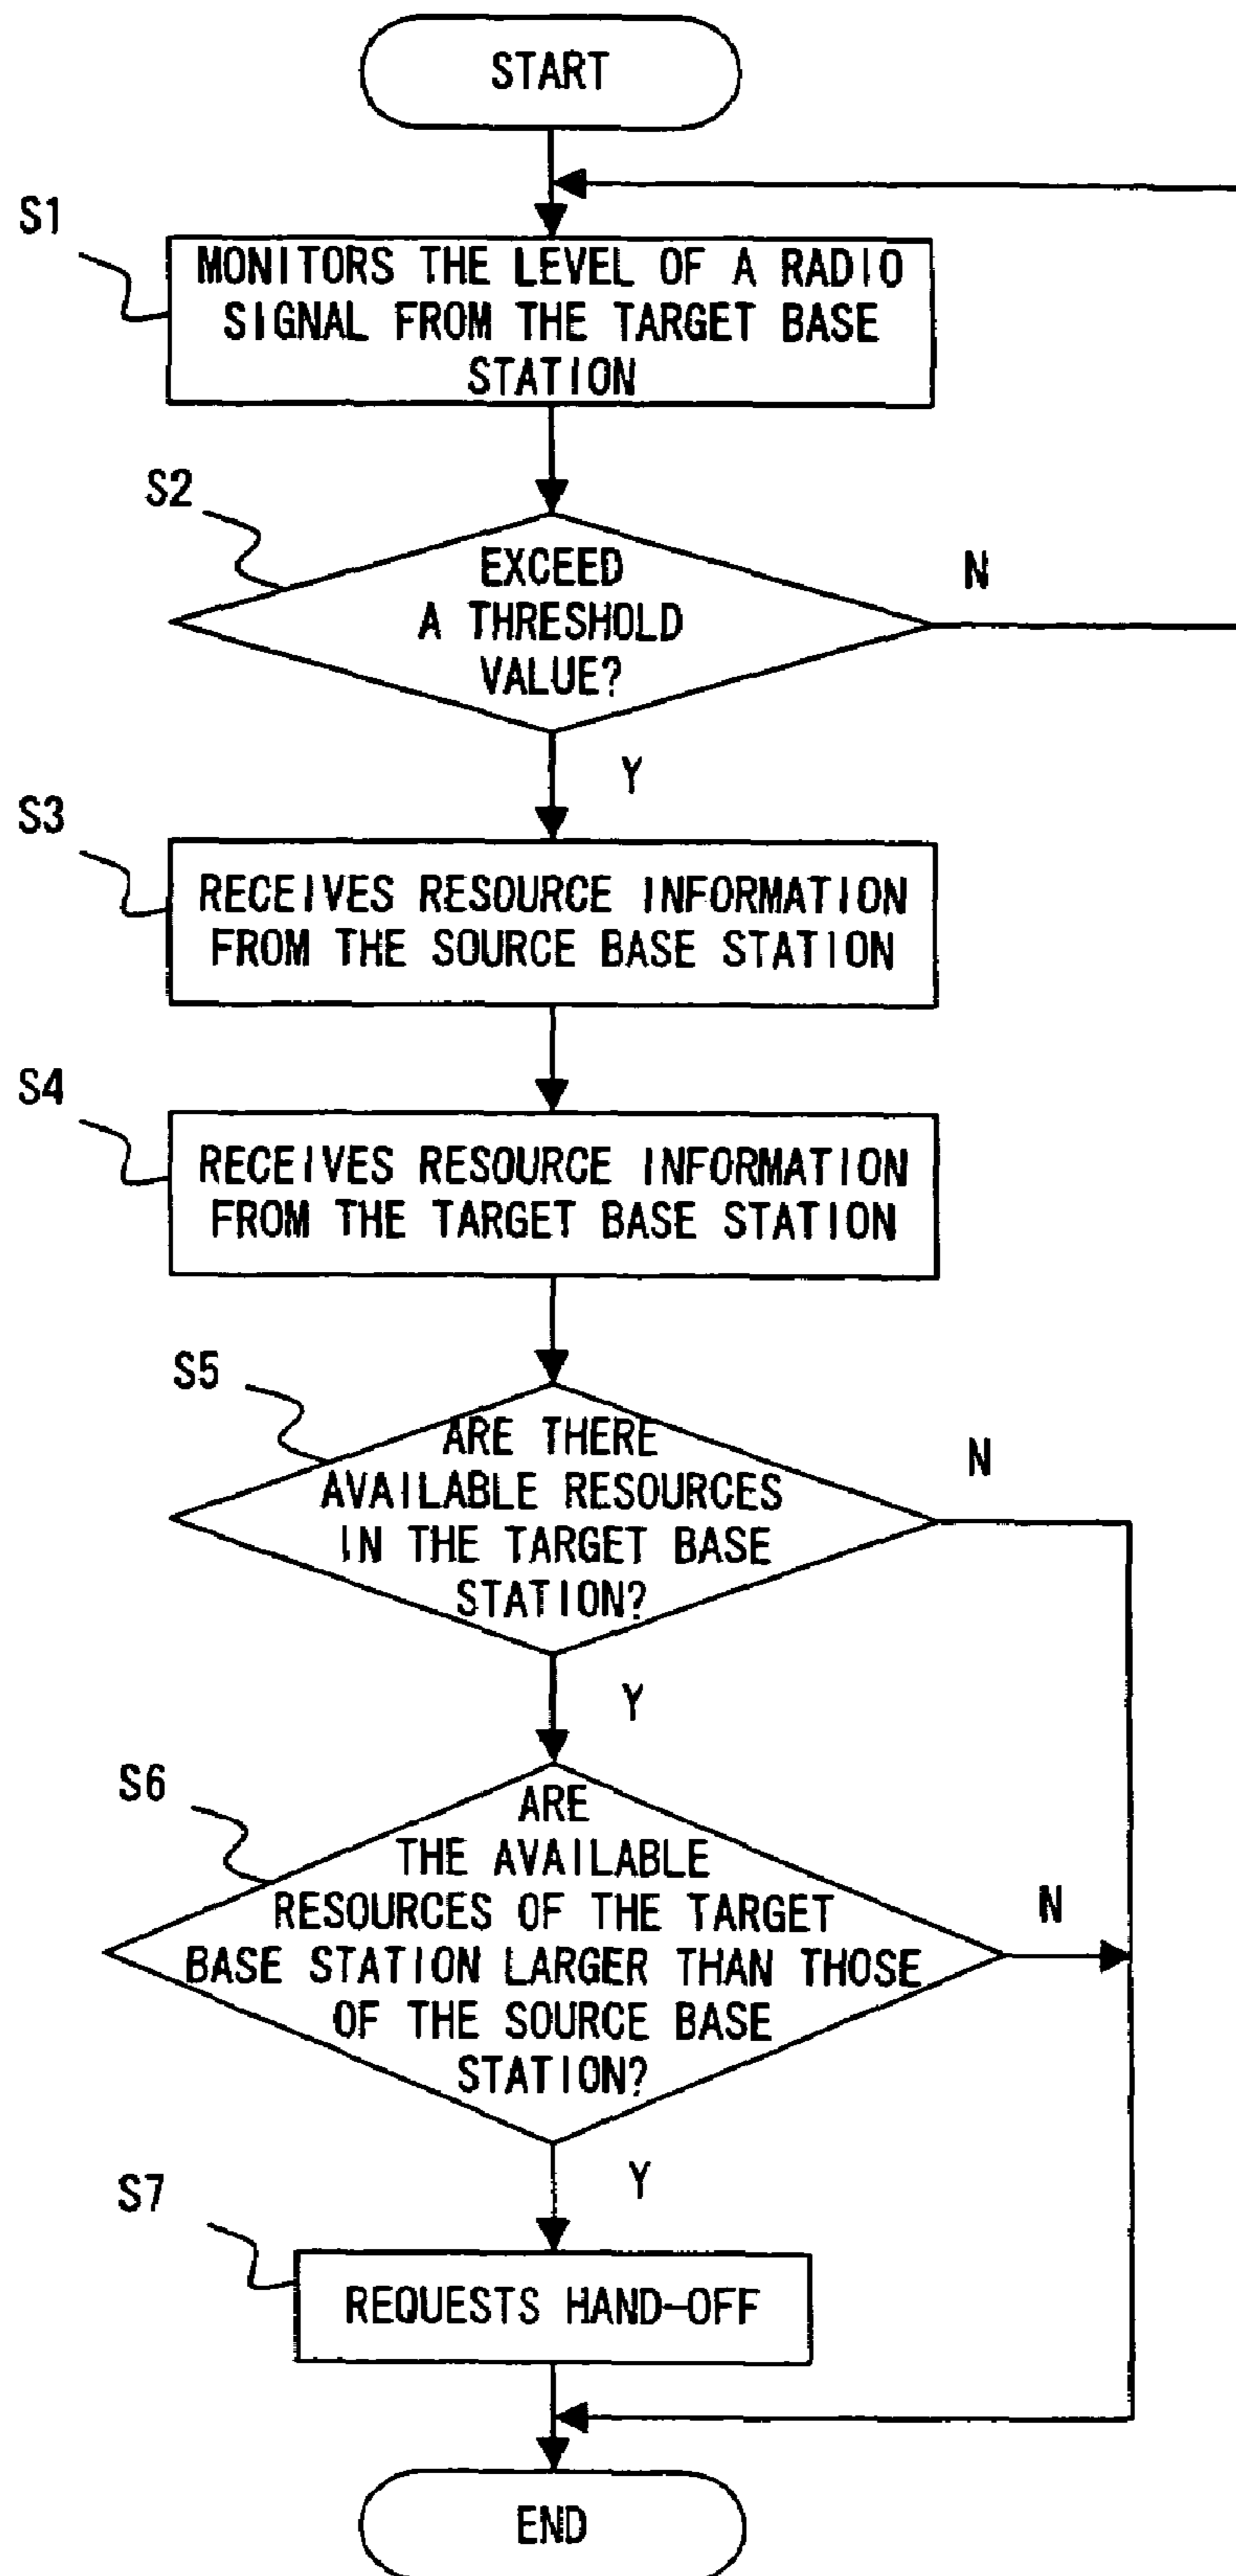 START
S1
MONITORS THE LEVEL OF A RADIO
SIGNAL FROM THE TARGET BASE
STATION
S2
EXCEED
A THRESHOLD
VALUE?
N
Y
S3
RECEIVES RESOURCE INFORMATION
FROM THE SOURCE BASE STATION
S4
RECEIVES RESOURCE INFORMATION
FROM THE TARGET BASE STATION
S5
ARE THERE
AVAILABLE RESOURCES
IN THE TARGET BASE
STATION?
N
Y
S6
ARE
THE AVAILABLE
RESOURCES OF THE TARGET
BASE STATION LARGER THAN THOSE
OF THE SOURCE BASE
STATION?
N
Y
S7
REQUESTS HAND-OFF
END